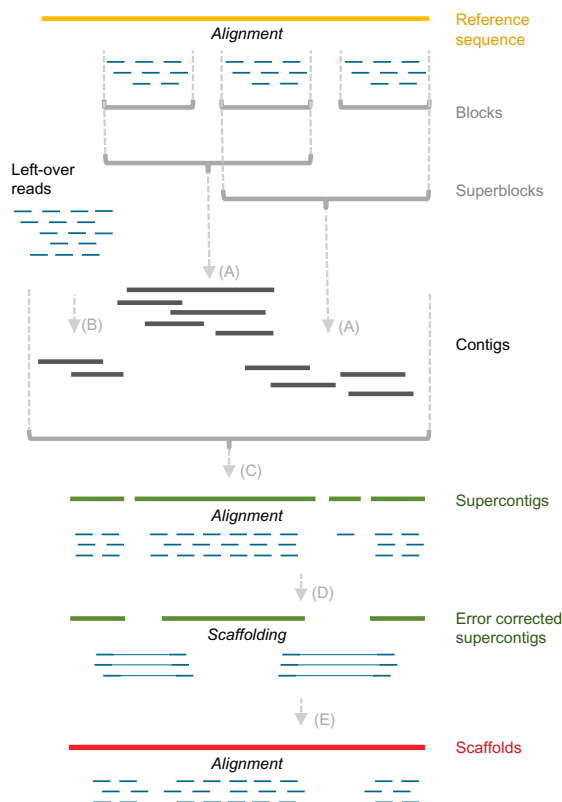 Reference
sequence
Alignment
Blocks
Left-over
reads
Superblocks
(A)
(B)
(A)
Contigs
(C)
Supercontigs
Alignment
(D)
Error corrected
supercontigs
Scaffolding
(E)
Scaffolds
Alignment